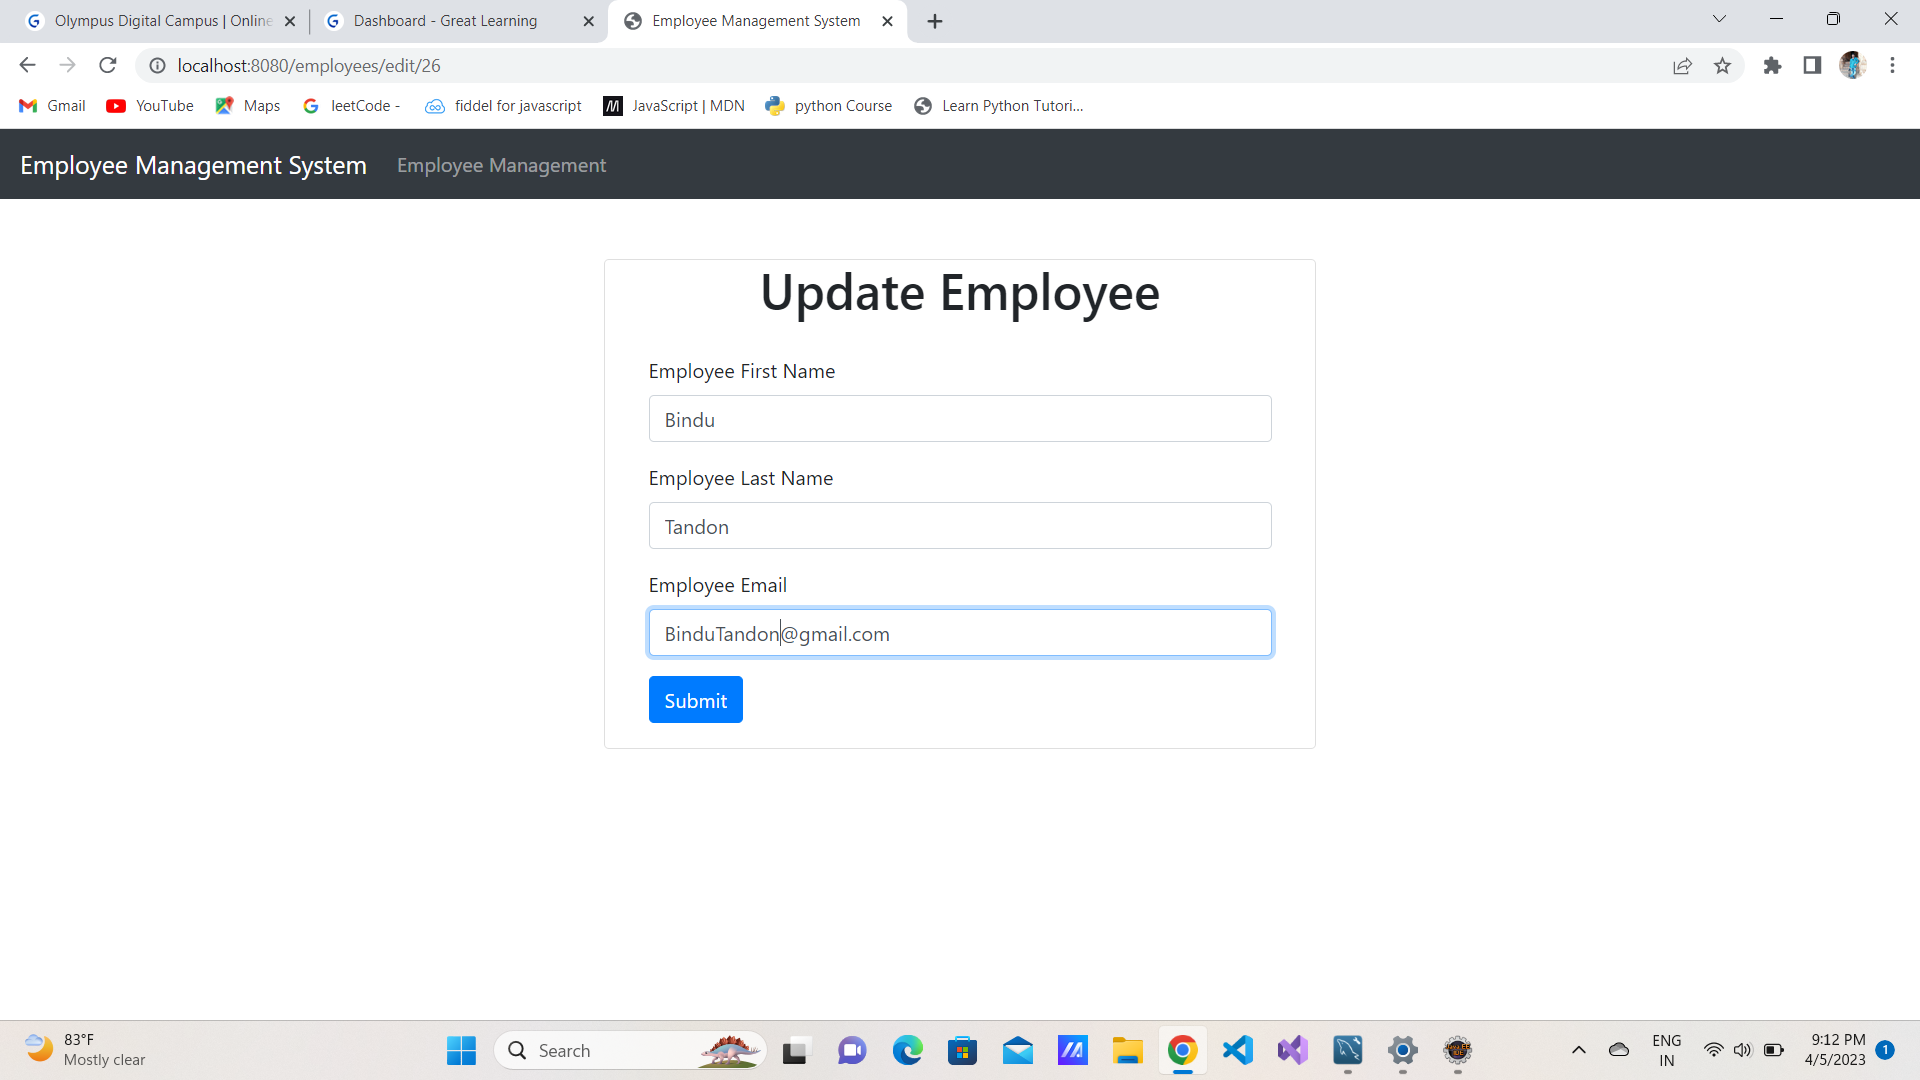 Olympus Digital Campus | Online
Dashboard - Great Learning
Employee Management System
localhost:8080/employees/edit/26
Gmail
YouTube
Maps
leetCode -
fiddel for javascript
JavaScript | MDN
python Course
Learn Python Tutori...
Employee Management System
Employee Management
Update Employee
Employee First Name
Bindu
Employee Last Name
Tandon
Employee Email
BinduTandon@gmail.com
Submit
83°F
Mostly clear
Search
ENG
IN
9:12 PM
4/5/2023
1